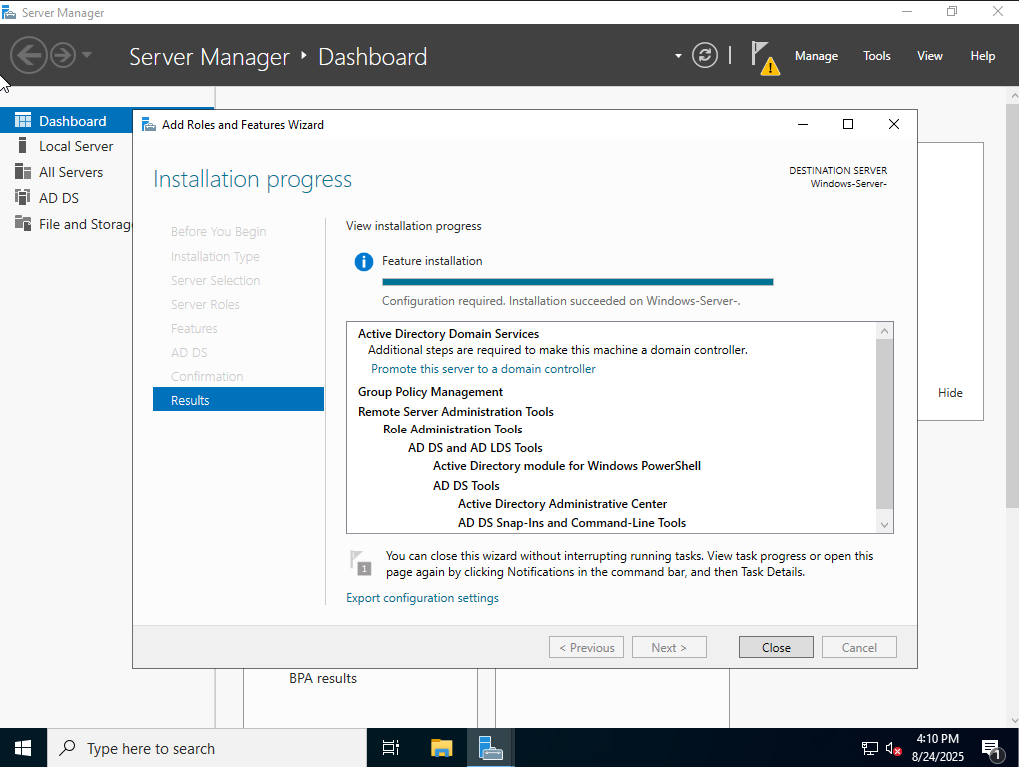 Server Manager
Server Manager ‣ Dashboard
Manage
Tools
View
Help
Dashboard
Local Server
All Servers
AD DS
File and Storag
Add Roles and Features Wizard
Installation progress
DESTINATION SERVER
Windows-Server-
Before You Begin
Installation Type
Server Selection
Server Roles
Features
AD DS
Confirmation
Results
View installation progress
Feature installation
Configuration required. Installation succeeded on Windows-Server-.
Active Directory Domain Services
Additional steps are required to make this machine a domain controller.
Promote this server to a domain controller
Group Policy Management
Remote Server Administration Tools
Role Administration Tools
AD DS and AD LDS Tools
Active Directory module for Windows PowerShell
AD DS Tools
Active Directory Administrative Center
AD DS Snap-Ins and Command-Line Tools
1
You can close this wizard without interrupting running tasks. View task progress or open this
page again by clicking Notifications in the command bar, and then Task Details.
Export configuration settings
< Previous
Next >
Close
Cancel
Hide
BPA results
Type here to search
4:10 PM
8/24/2025
1